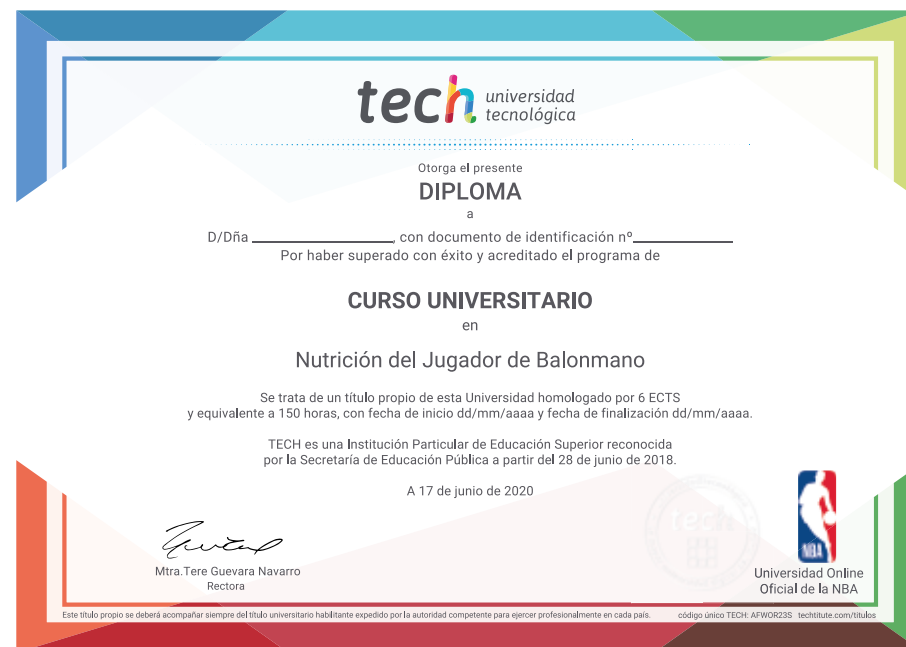 tech universidad
tecnológica
Otorga el presente
DIPLOMA
a
D/Dña ____________________, con documento de identificación nº______________
Por haber superado con éxito y acreditado el programa de
CURSO UNIVERSITARIO
en
Nutrición del Jugador de Balonmano
Se trata de un título propio de esta Universidad homologado por 6 ECTS
y equivalente a 150 horas, con fecha de inicio dd/mm/aaaa y fecha de finalización dd/mm/aaaa.
TECH es una Institución Particular de Educación Superior reconocida
por la Secretaría de Educación Pública a partir del 28 de junio de 2018.
A 17 de junio de 2020
tech
Mtra.Tere Guevara Navarro
Rectora
NBA
Universidad Online
Oficial de la NBA
Este título propio se deberá acompañar siempre del título universitario habilitante expedido por la autoridad competente para ejercer profesionalmente en cada país. código único TECH: AFWOR23S techtitute.com/titulos